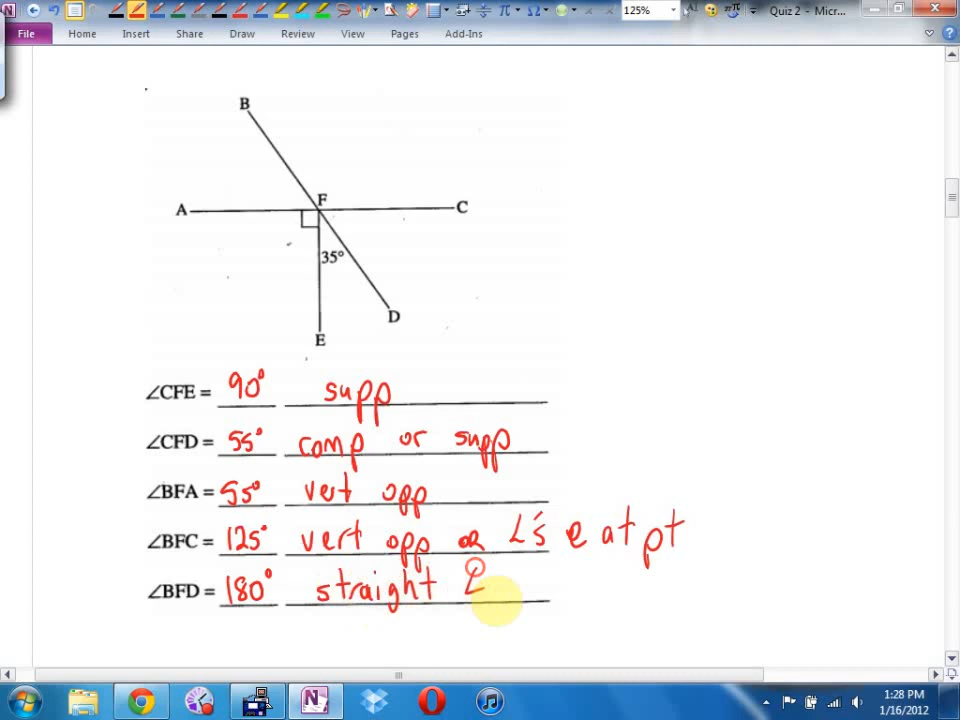 125%
Quiz 2 - Micr...
File Home Insert Share Draw Review View Pages Add-Ins
B
F
A
C
35°
D
E
∠CFE = 90° supp
∠CFD = 55° comp or supp
∠BFA = 55° vert opp
∠BFC = 125° vert opp or ∠'s e at pt
∠BFD = 180° straight ∠
1:28 PM
1/16/2012